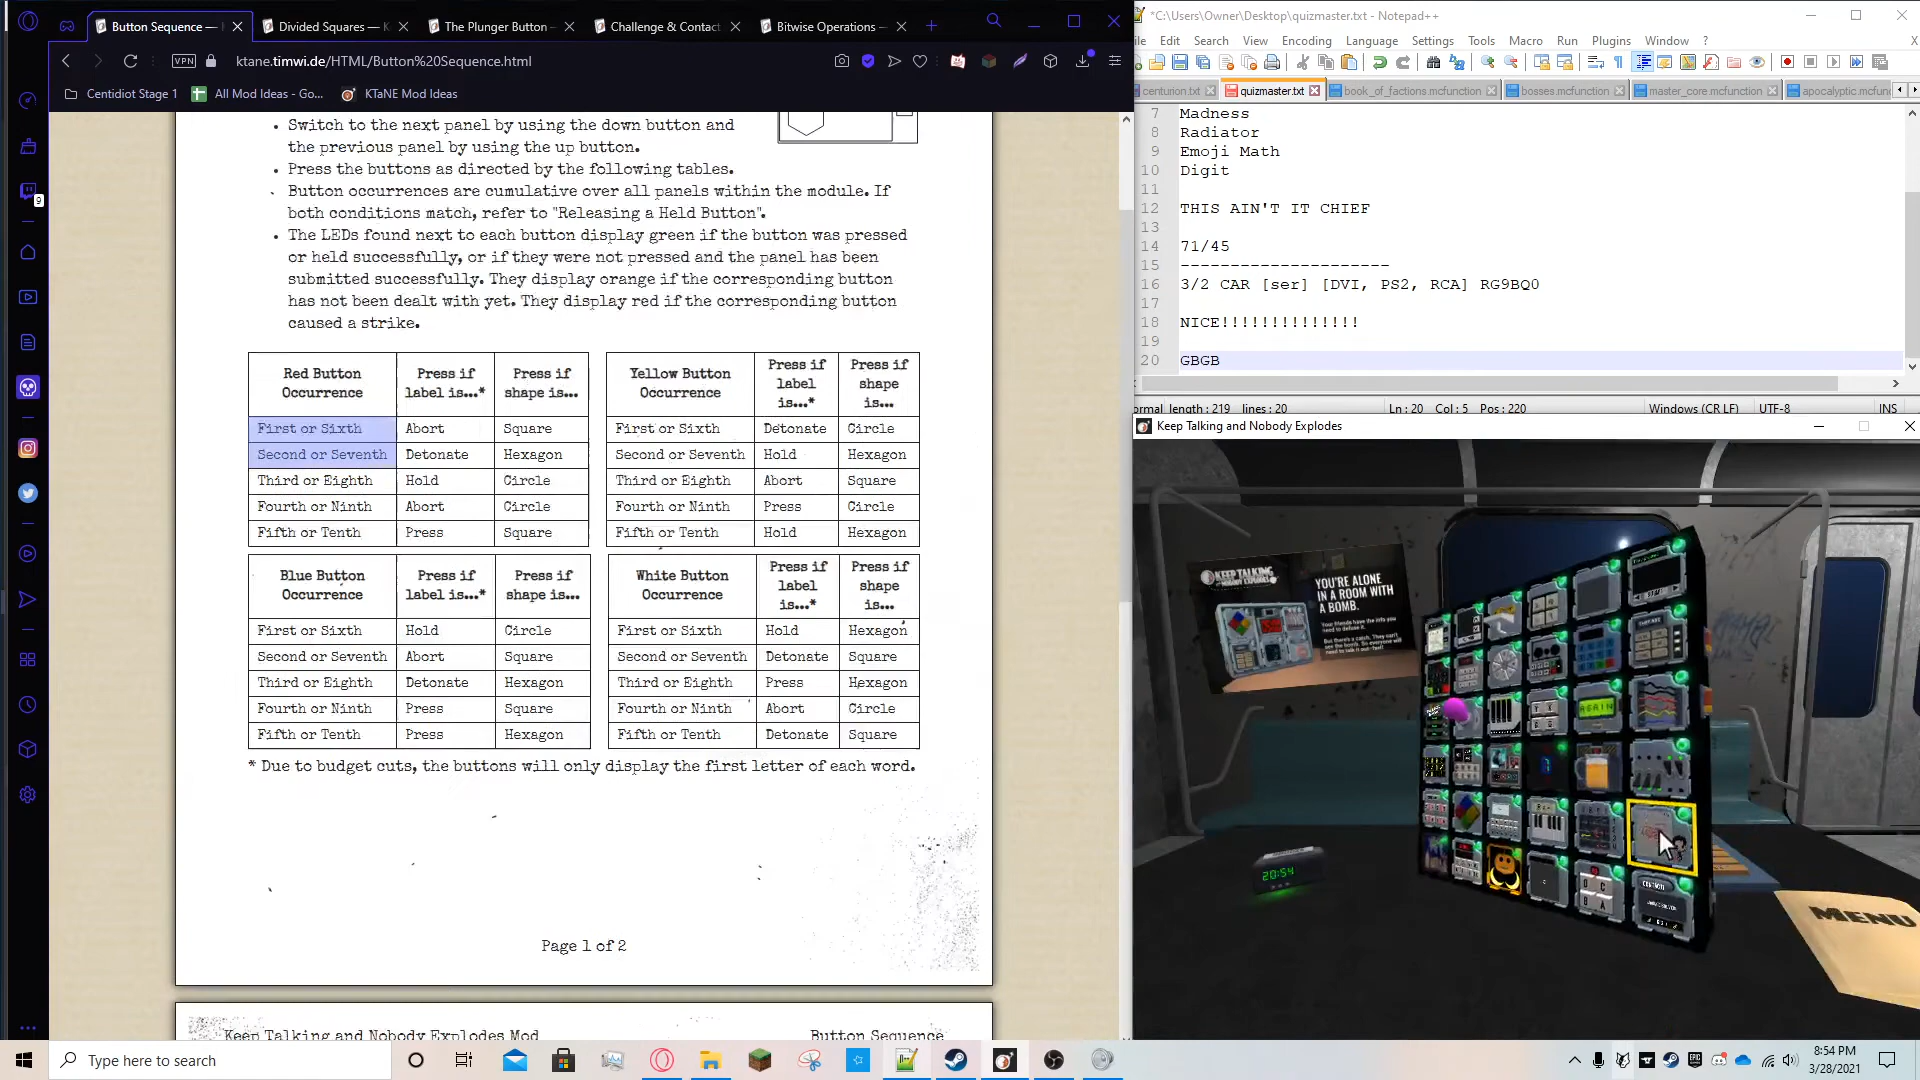 Button Sequence —
Divided Squares — K
The Plunger Button -
Challenge & Contact
Bitwise Operations —
VPN
ktane.timwi.de/HTML/Button%20Sequence.html
Centidiot Stage 1
All Mod Ideas - Go...
KTaNE Mod Ideas
9
Switch to the next panel by using the down button and
the previous panel by using the up button.
Press the buttons as directed by the following tables.
Button occurrences are cumulative over all panels within the module. If
both conditions match, refer to "Releasing a Held Button".
The LEDs found next to each button display green if the button was pressed
or held successfully, or if they were not pressed and the panel has been
submitted successfully. They display orange if the corresponding button
has not been dealt with yet. They display red if the corresponding button
caused a strike.
Red Button Occurrence Press if label is...* Press if shape is...
First or Sixth Abort Square
Second or Seventh Detonate Hexagon
Third or Eighth Hold Circle
Fourth or Ninth Abort Circle
Fifth or Tenth Press Square
Yellow Button Occurrence Press if label is...* Press if shape is...
First or Sixth Detonate Circle
Second or Seventh Hold Hexagon
Third or Eighth Abort Square
Fourth or Ninth Press Circle
Fifth or Tenth Hold Hexagon
Blue Button Occurrence Press if label is...* Press if shape is...
First or Sixth Hold Circle
Second or Seventh Abort Square
Third or Eighth Detonate Hexagon
Fourth or Ninth Press Square
Fifth or Tenth Press Hexagon
White Button Occurrence Press if label is...* Press if shape is...
First or Sixth Hold Hexagon
Second or Seventh Detonate Square
Third or Eighth Press Hexagon
Fourth or Ninth Abort Circle
Fifth or Tenth Detonate Square
* Due to budget cuts, the buttons will only display the first letter of each word.
Page 1 of 2
Keep Talking and Nobody Explodes Mod
Button Sequence
*C:\Users\Owner\Desktop\quizmaster.txt - Notepad++
ile Edit Search View Encoding Language Settings Tools Macro Run Plugins Window ?
X
centurion.txt
quizmaster.txt
book_of_factions.mcfunction
bosses.mcfunction
master_core.mcfunction
apocalyptic.mcfunc
7 Madness
8 Radiator
9 Emoji Math
10 Digit
11
12 THIS AIN'T IT CHIEF
13
14 71/45
15 ---------------------
16 3/2 CAR [ser] [DVI, PS2, RCA] RG9BQ0
17
18 NICE!!!!!!!!!!!!!!
19
20 GBGB
ormal length : 219 lines : 20
Ln : 20 Col : 5 Pos : 220
Windows (CR LF)
UTF-8
INS
Keep Talking and Nobody Explodes
KEEP TALKING
AND NOBODY EXPLODES
YOU'RE ALONE
IN A ROOM WITH
A BOMB.
AGAIN
20:54
MENU
Type here to search
8:54 PM
3/28/2021